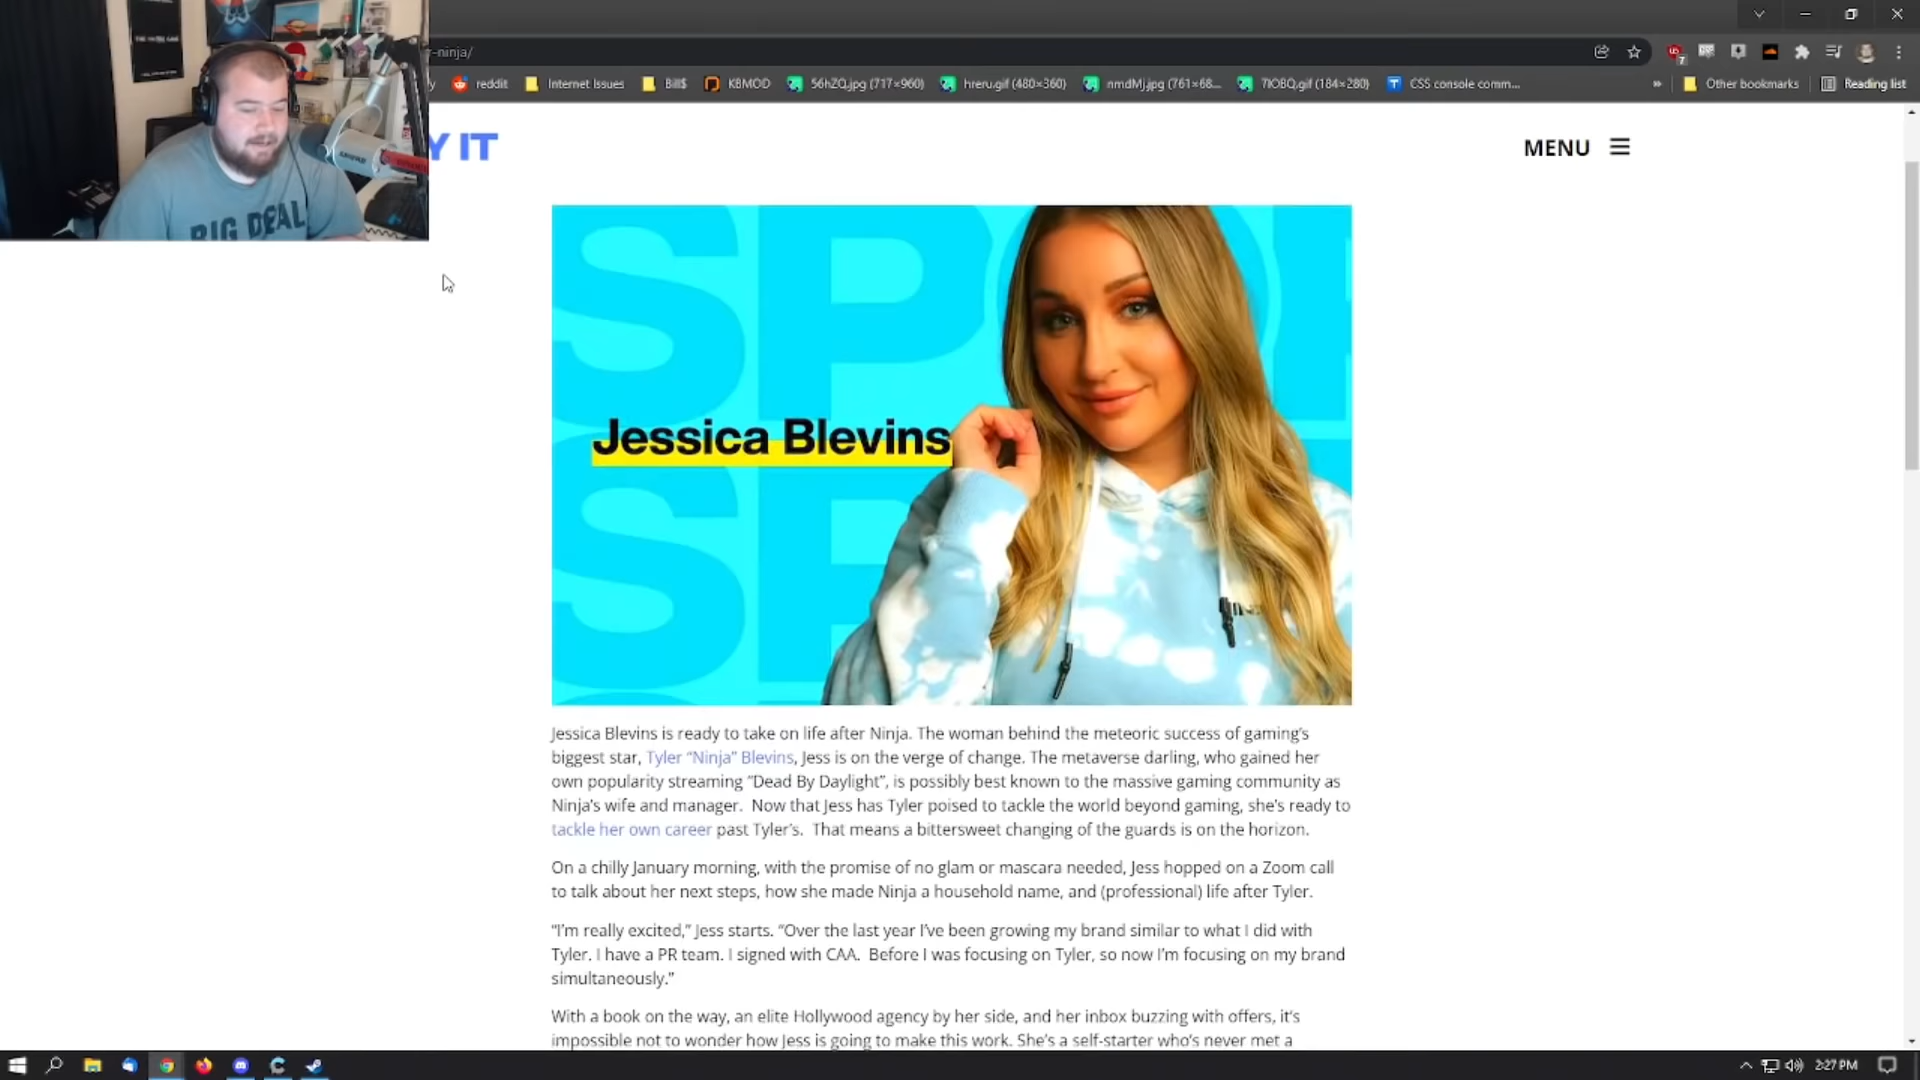 r-ninja/
reddit
Internet Issues
Bill$
KBMOD
56hZQ.jpg (717×960)
hreru.gif (480×360)
nmdMj.jpg (761×68...
7lOBQ.gif (184×280)
CSS console comm...
»
Other bookmarks
Reading list
Y IT
MENU
BIG DEAL
Jessica Blevins
Jessica Blevins is ready to take on life after Ninja. The woman behind the meteoric success of gaming's
biggest star, Tyler “Ninja” Blevins, Jess is on the verge of change. The metaverse darling, who gained her
own popularity streaming “Dead By Daylight”, is possibly best known to the massive gaming community as
Ninja's wife and manager. Now that Jess has Tyler poised to tackle the world beyond gaming, she's ready to
tackle her own career past Tyler's. That means a bittersweet changing of the guards is on the horizon.
On a chilly January morning, with the promise of no glam or mascara needed, Jess hopped on a Zoom call
to talk about her next steps, how she made Ninja a household name, and (professional) life after Tyler.
“I'm really excited,” Jess starts. “Over the last year I've been growing my brand similar to what I did with
Tyler. I have a PR team. I signed with CAA. Before I was focusing on Tyler, so now I'm focusing on my brand
simultaneously.”
With a book on the way, an elite Hollywood agency by her side, and her inbox buzzing with offers, it's
impossible not to wonder how Jess is going to make this work. She's a self-starter who's never met a
2:27 PM